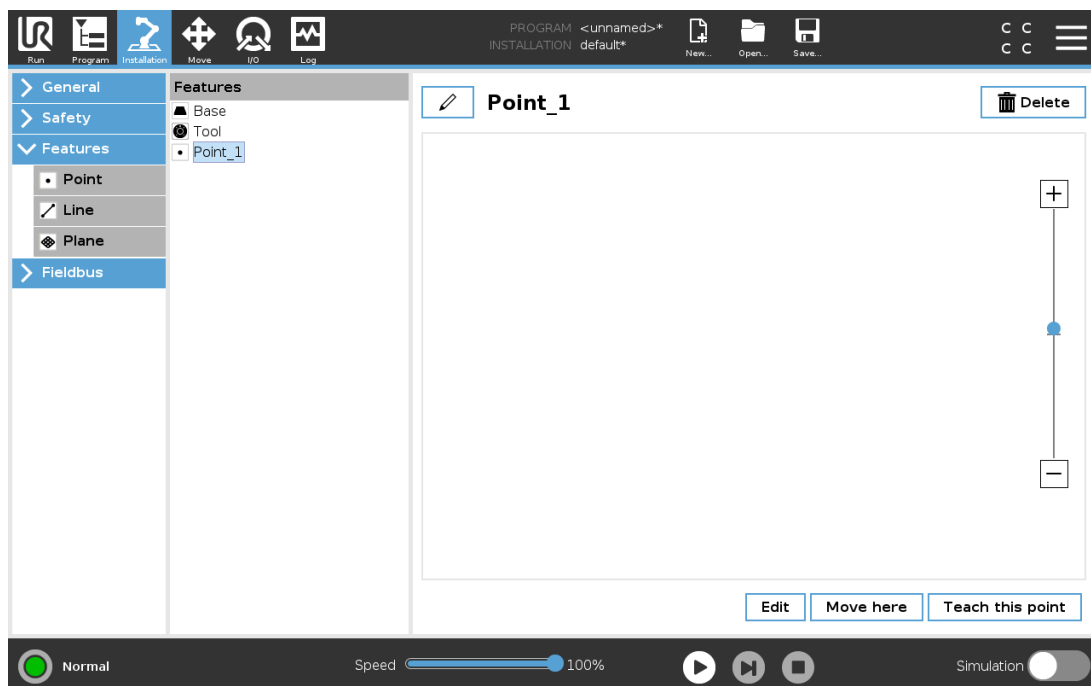 PROGRAM <unnamed>*
INSTALLATION default*
Run Program Installation Move I/O Log New... Open... Save...
C C
C C
General
Safety
Features
Point
Line
Plane
Fieldbus
Features
Base
Tool
Point_1
Point_1
Delete
Edit Move here Teach this point
Normal Speed 100% Simulation